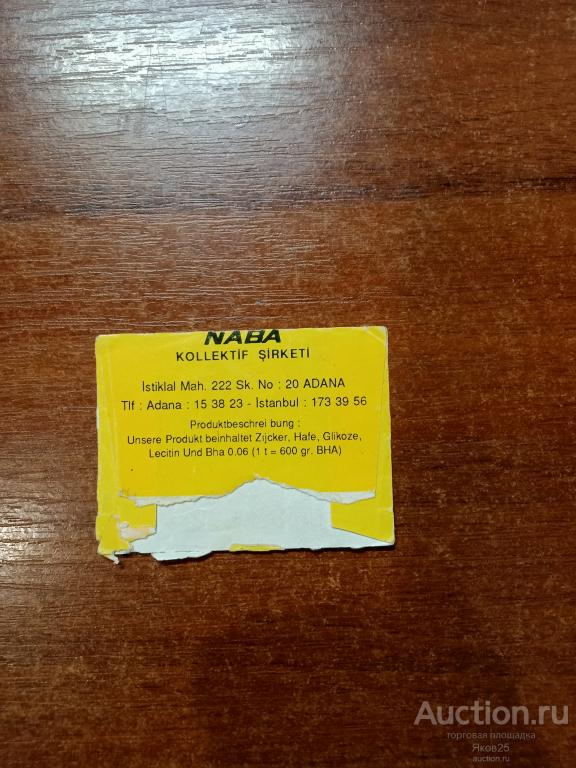 NABA
KOLLEKTİF ŞİRKETİ
İstiklal Mah. 222 Sk. No : 20 ADANA
Tlf : Adana : 15 38 23 - İstanbul : 173 39 56
Produktbeschrei bung :
Unsere Produkt beinhaltet Zijcker, Hafe, Glikoze,
Lecitin Und Bha 0.06 (1 t = 600 gr. BHA)
Auction.ru
торговая площадка
Яков25
auction.ru